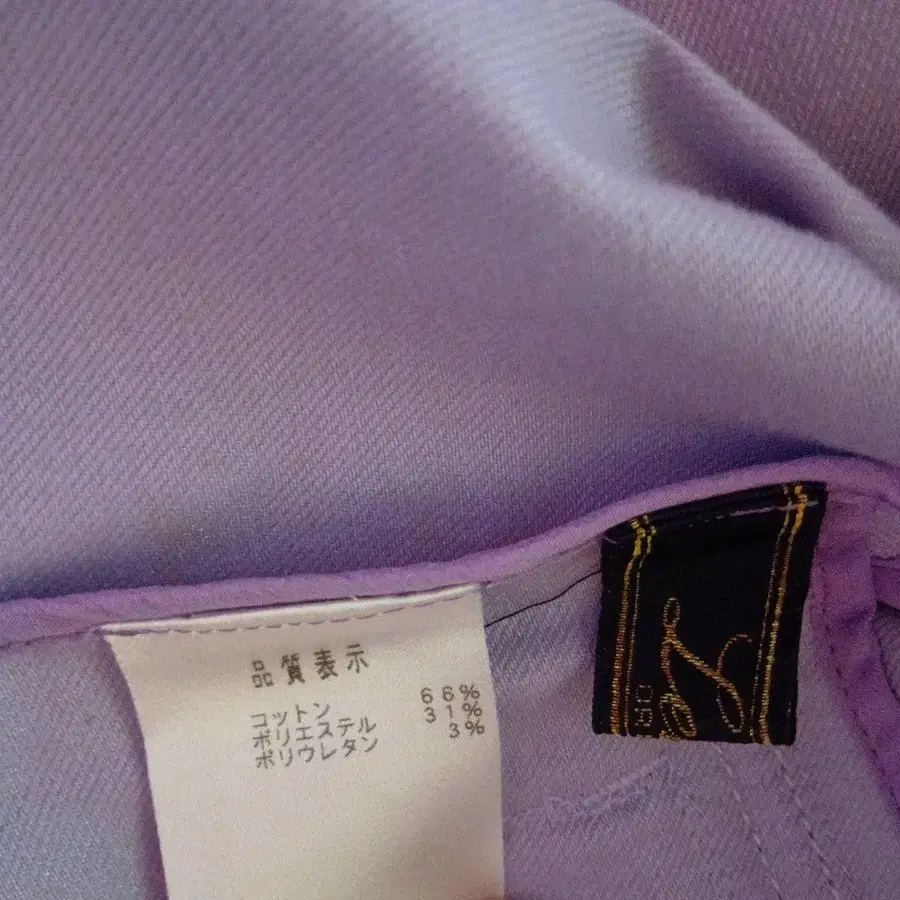 品質表示
コットン 66%
ポリエステル 31%
ポリウレタン 3%